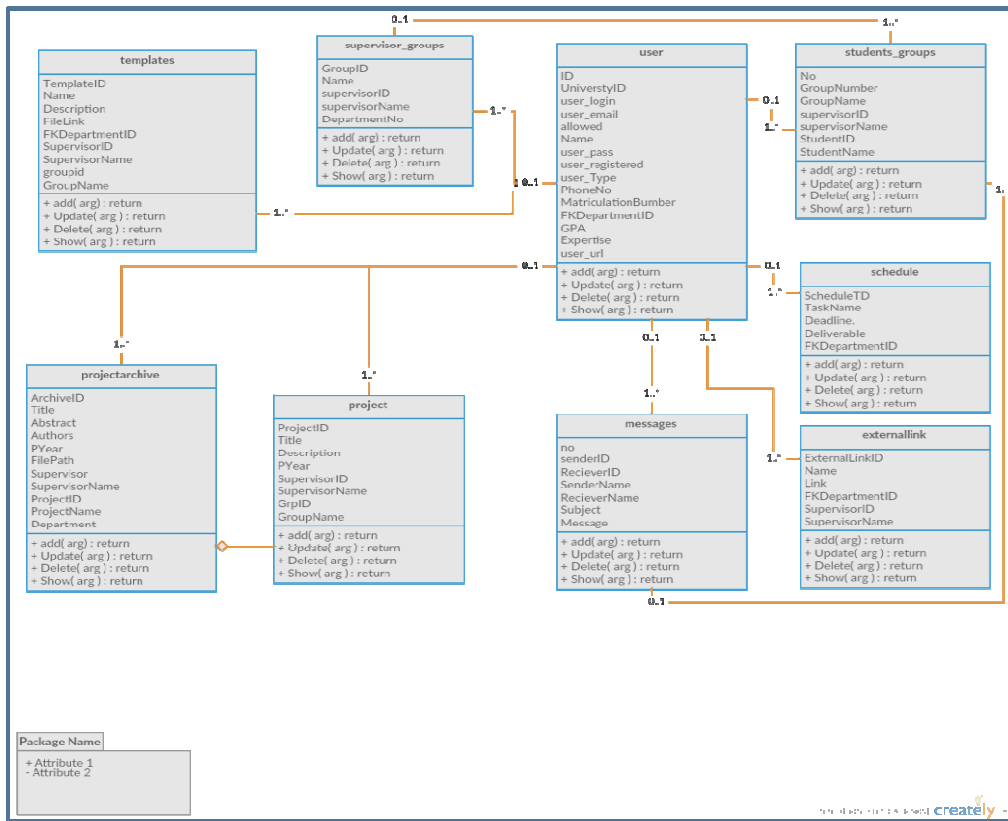 0..1
1..*
templates
TemplateID
Name
Description
FileLink
FKDepartmentID
SupervisorID
SupervisorName
groupid
GroupName
+ add( arg) : return
+ Update( arg ) : return
+ Delete( arg ) : return
+ Show( arg ) : return
supervisor_groups
GroupID
Name
supervisorID
supervisorName
DepartmentNo
+ add( arg) : return
+ Update( arg ) : return
+ Delete( arg ) : return
+ Show( arg ) : return
1..*
0..1
1..*
user
ID
UniverstyID
user_login
user_email
allowed
Name
user_pass
user_registered
user_Type
PhoneNo
MatriculationBumber
FKDepartmentID
GPA
Expertise
user_url
+ add( arg) : return
+ Update( arg ) : return
+ Delete( arg ) : return
+ Show( arg ) : return
0..1
1..*
students_groups
No
GroupNumber
GroupName
supervisorID
supervisorName
StudentID
StudentName
+ add( arg) : return
+ Update( arg ) : return
+ Delete( arg ) : return
+ Show( arg ) : return
1..
0..1
0..1
1..*
schedule
TaskName
Deadline.
Deliverable
FKDepartmentID
+ add( arg) : return
+ Update( arg ) : return
+ Delete( arg ) : return
+ Show( arg ) : return
1..*
1..*
0..1
1..*
projectarchive
ArchiveID
Title
Abstract
Authors
PYear
FilePath
Supervisor
SupervisorName
ProjectID
ProjectName
Department
+ add( arg) : return
+ Update( arg ) : return
+ Delete( arg ) : return
+ Show( arg ) : return
project
ProjectID
Title
Description
PYear
SupervisorID
SupervisorName
GrpID
GroupName
+ add( arg) : return
+ Update( arg ) : return
+ Delete( arg ) : return
+ Show( arg ) : return
messages
no
senderID
RecieverID
SenderName
RecieverName
Subject
Message
+ add( arg) : return
+ Update( arg ) : return
+ Delete( arg ) : return
+ Show( arg ) : return
0..1
1..*
externallink
ExternalLinkID
Name
Link
FKDepartmentID
SupervisorID
SupervisorName
+ add( arg) : return
+ Update( arg ) : return
+ Delete( arg ) : return
+ Show( arg ) : return
Package Name
+ Attribute 1
- Attribute 2
creately